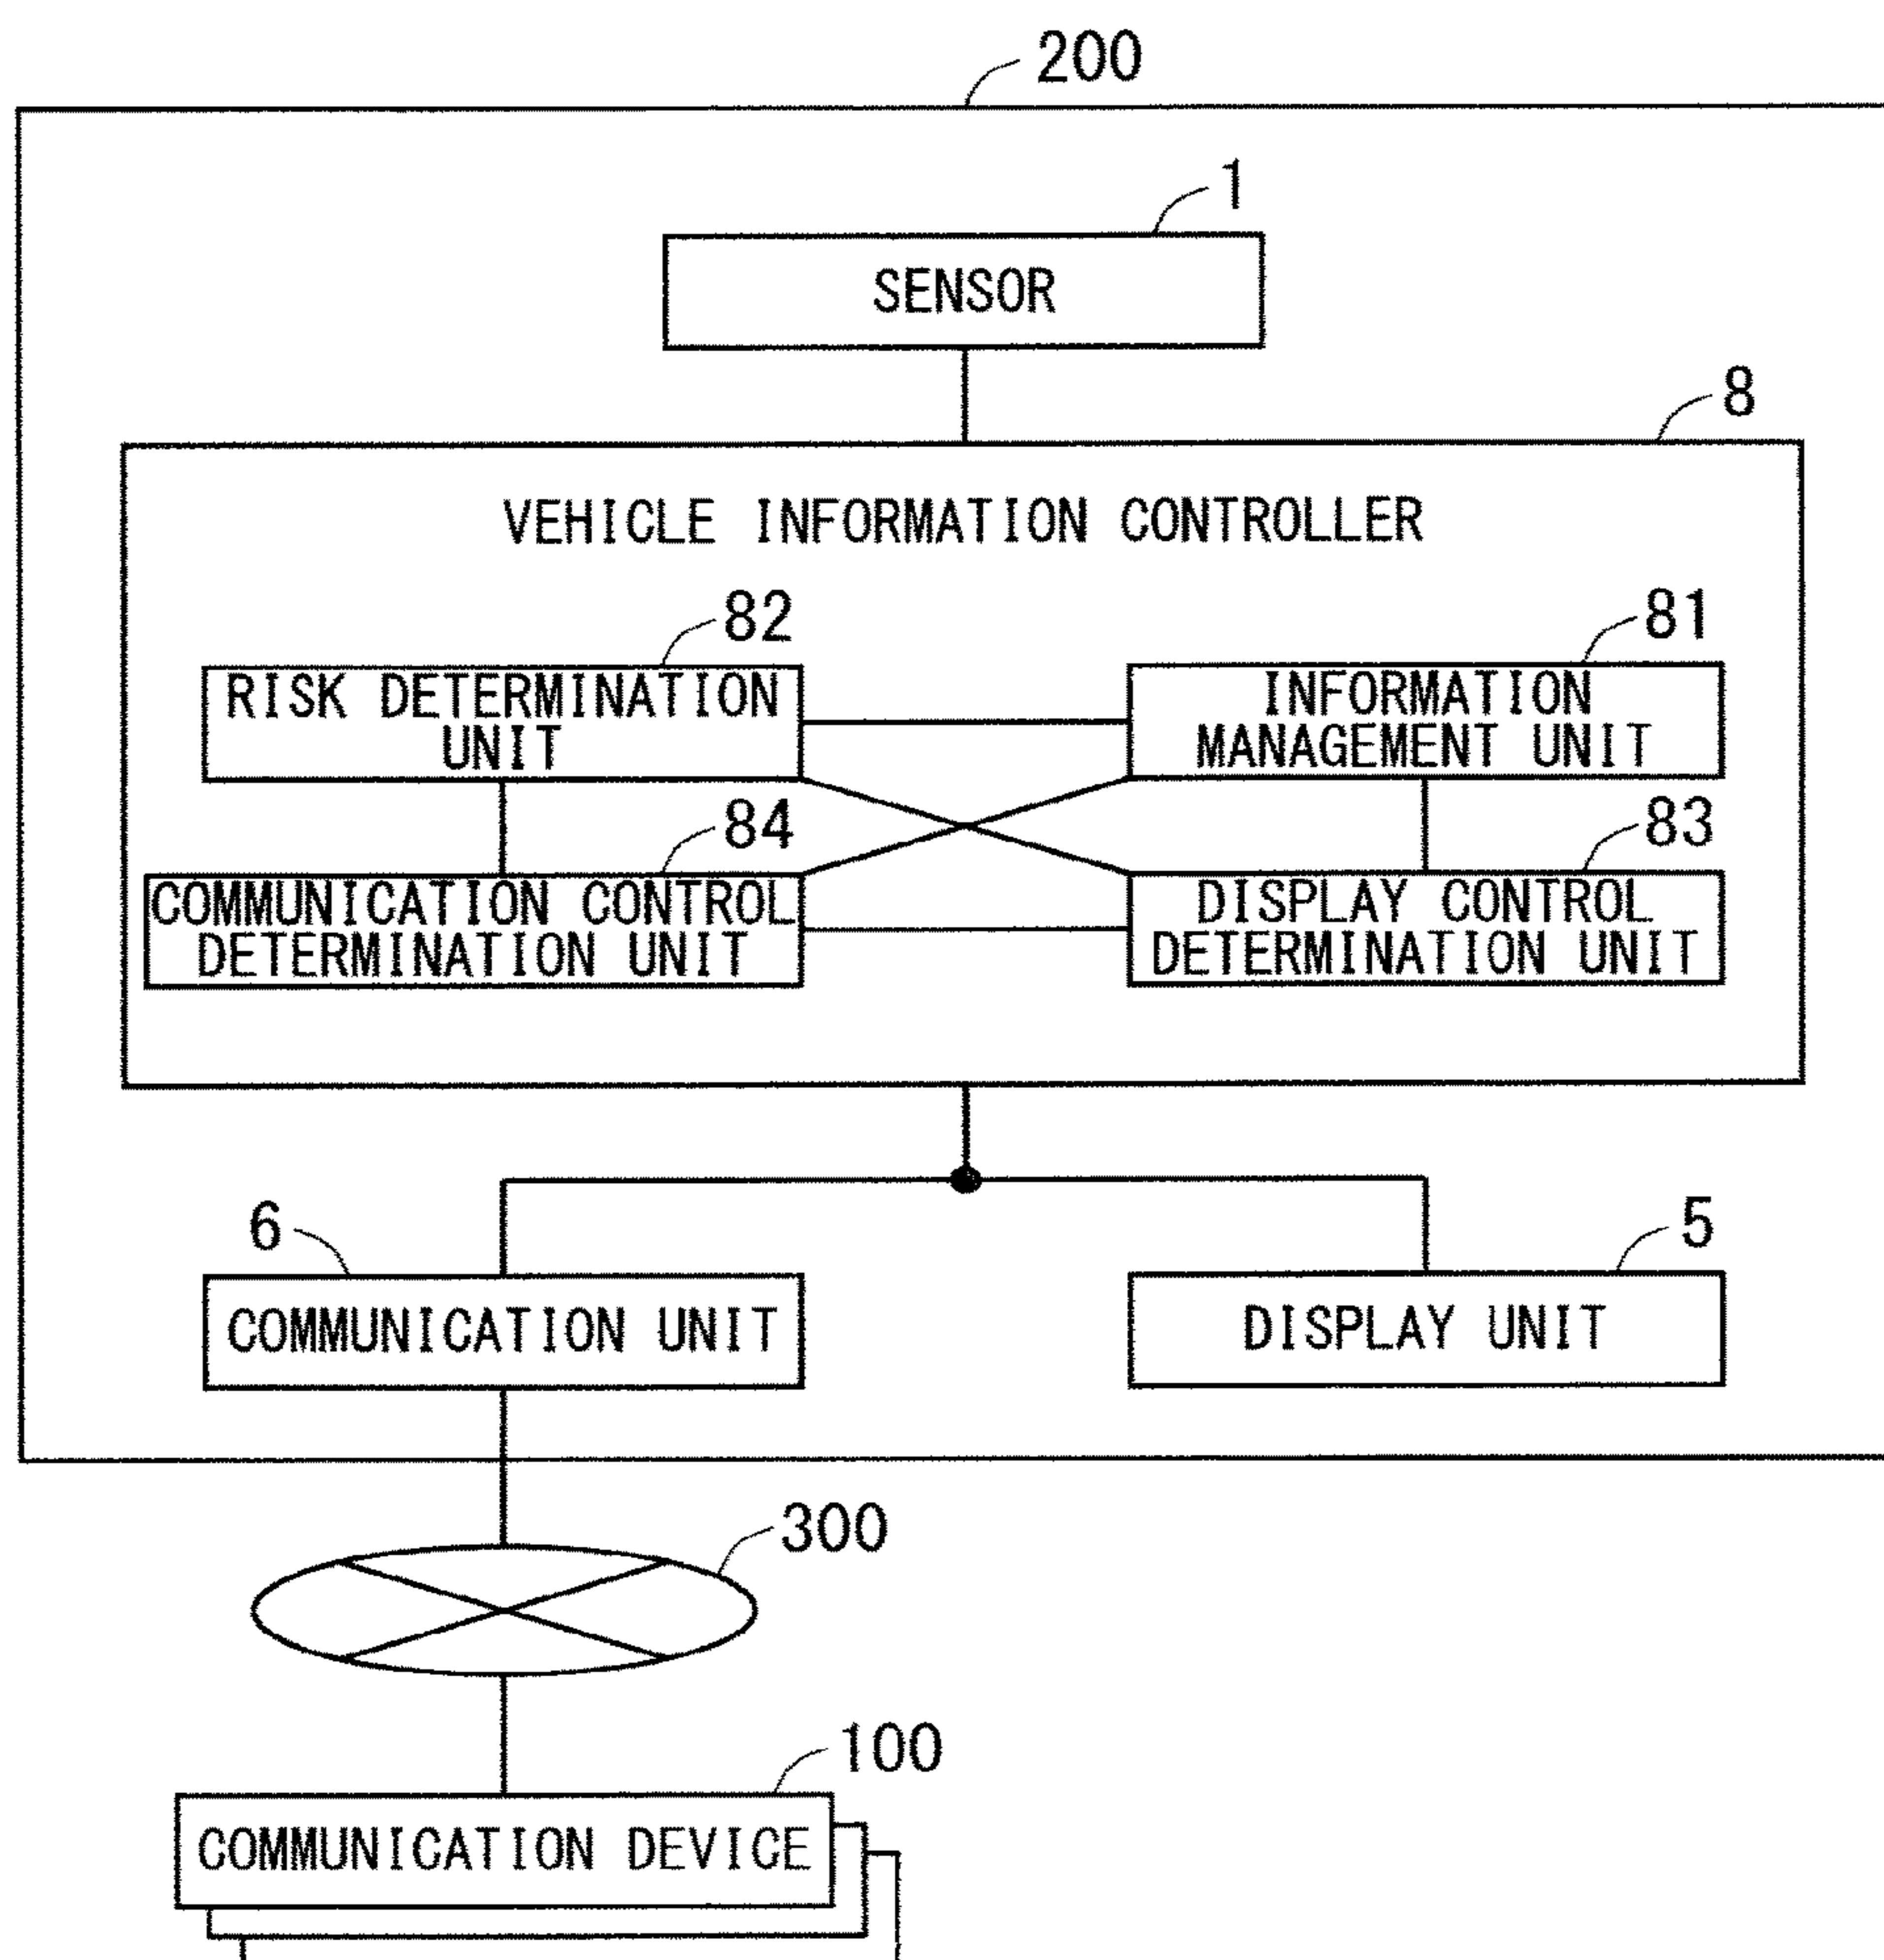 200
1
SENSOR
8
VEHICLE INFORMATION CONTROLLER
82
RISK DETERMINATION
UNIT
81
INFORMATION
MANAGEMENT UNIT
84
COMMUNICATION CONTROL
DETERMINATION UNIT
83
DISPLAY CONTROL
DETERMINATION UNIT
6
COMMUNICATION UNIT
5
DISPLAY UNIT
300
100
COMMUNICATION DEVICE